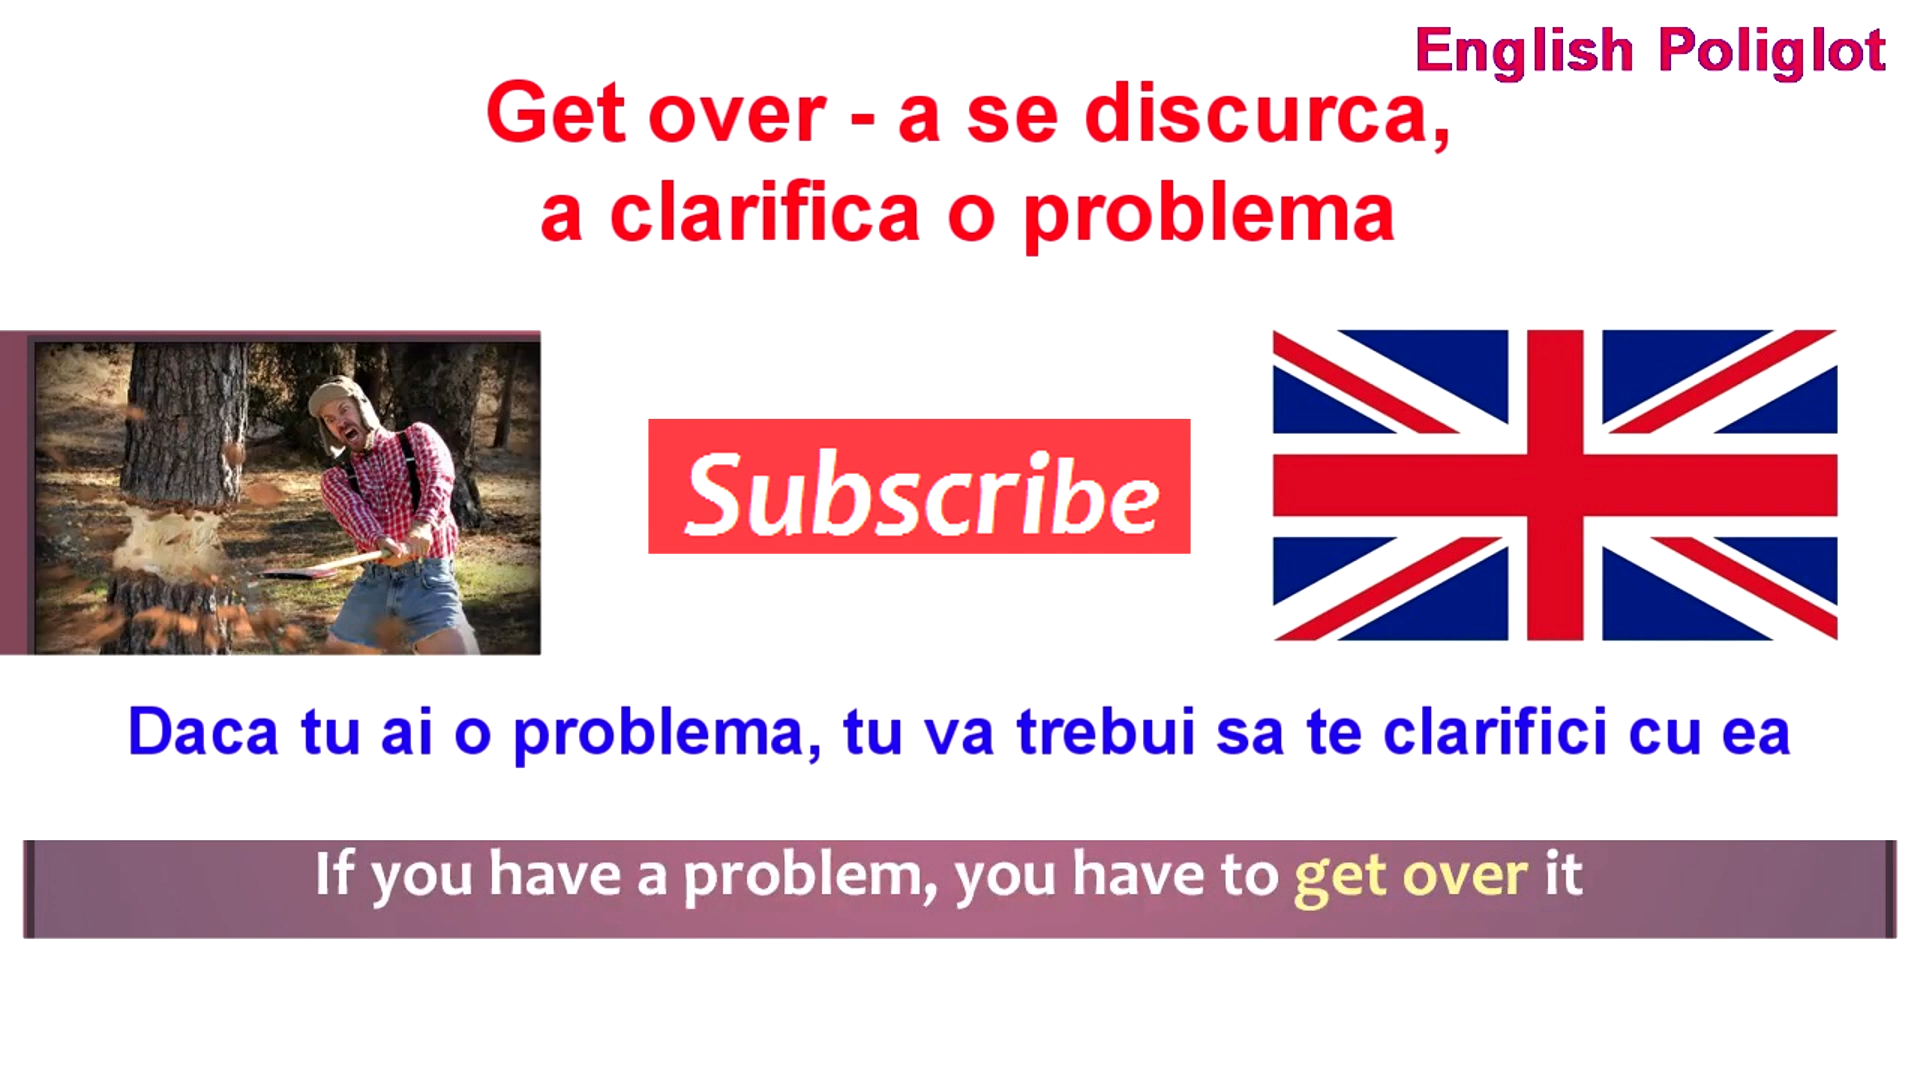 English Poliglot
Get over - a se discurca,
a clarifica o problema
Subscribe
Daca tu ai o problema, tu va trebui sa te clarifici cu ea
If you have a problem, you have to get over it